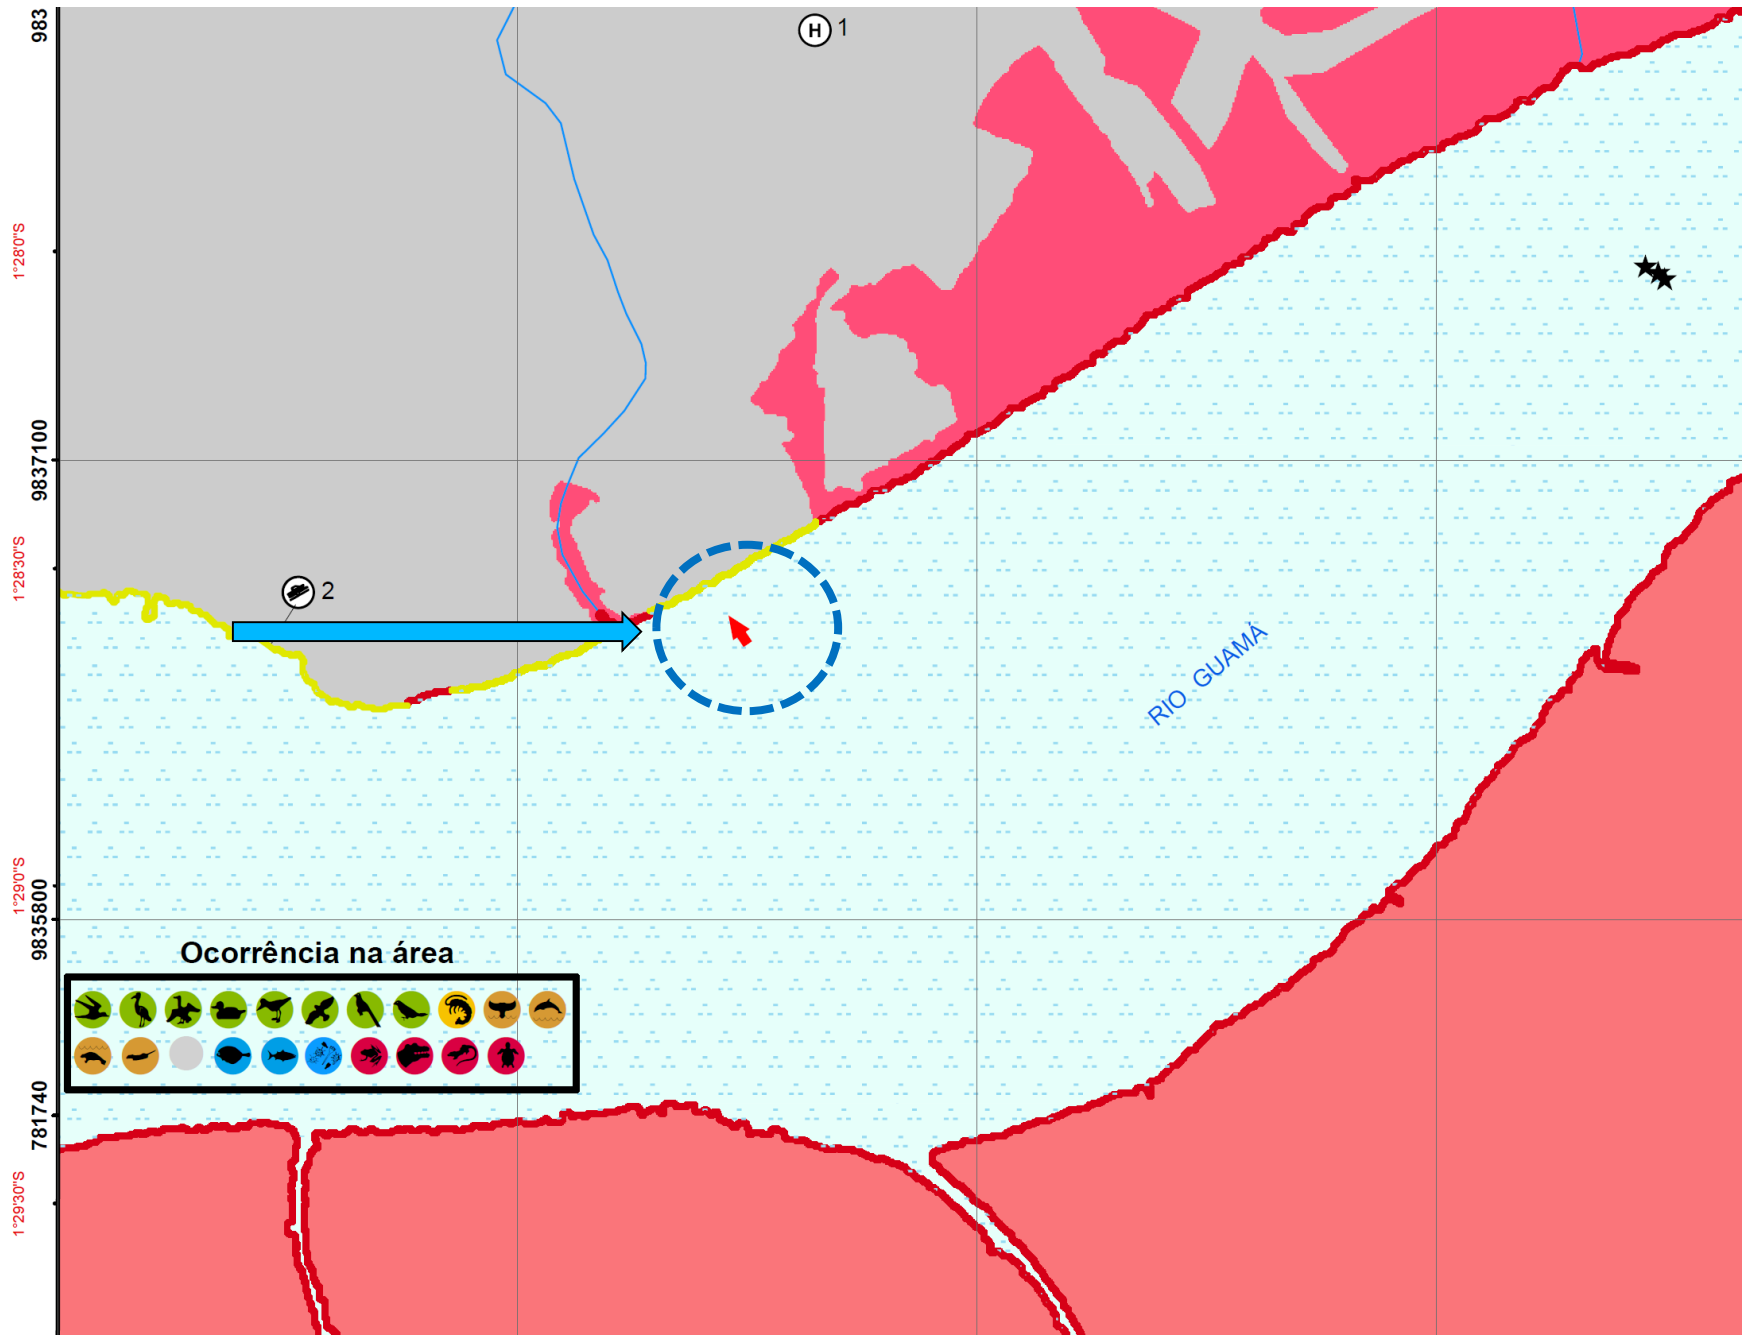 983
H 1
1°28'0"S
9837100
1°28'30"S
2
RIO GUAMÁ
1°29'0"S
9835800
Ocorrência na área
781740
1°29'30"S